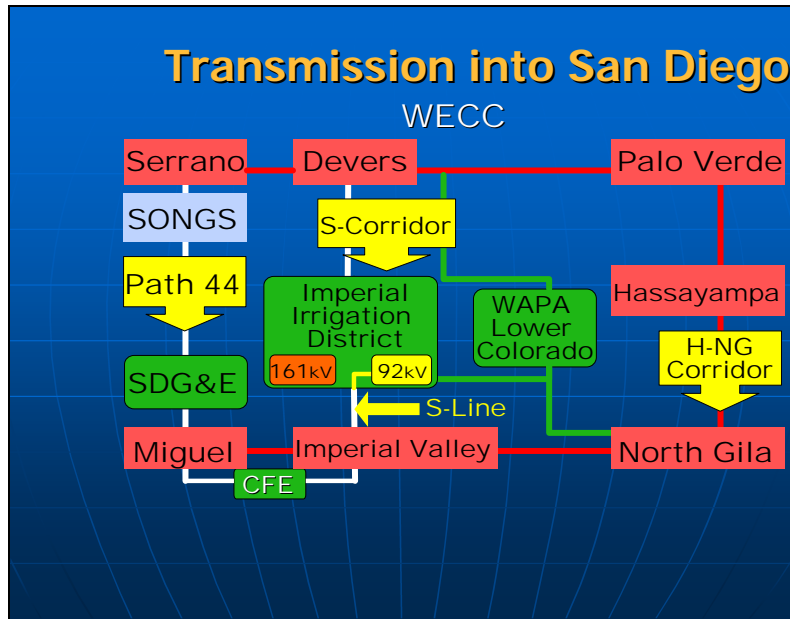 Transmission into San Diego
WECC
Serrano
Devers
Palo Verde
SONGS
S-Corridor
Path 44
Imperial
Irrigation
District
WAPA
Lower
Colorado
Hassayampa
H-NG
Corridor
161kV
92kV
SDG&E
S-Line
Miguel
Imperial Valley
North Gila
CFE